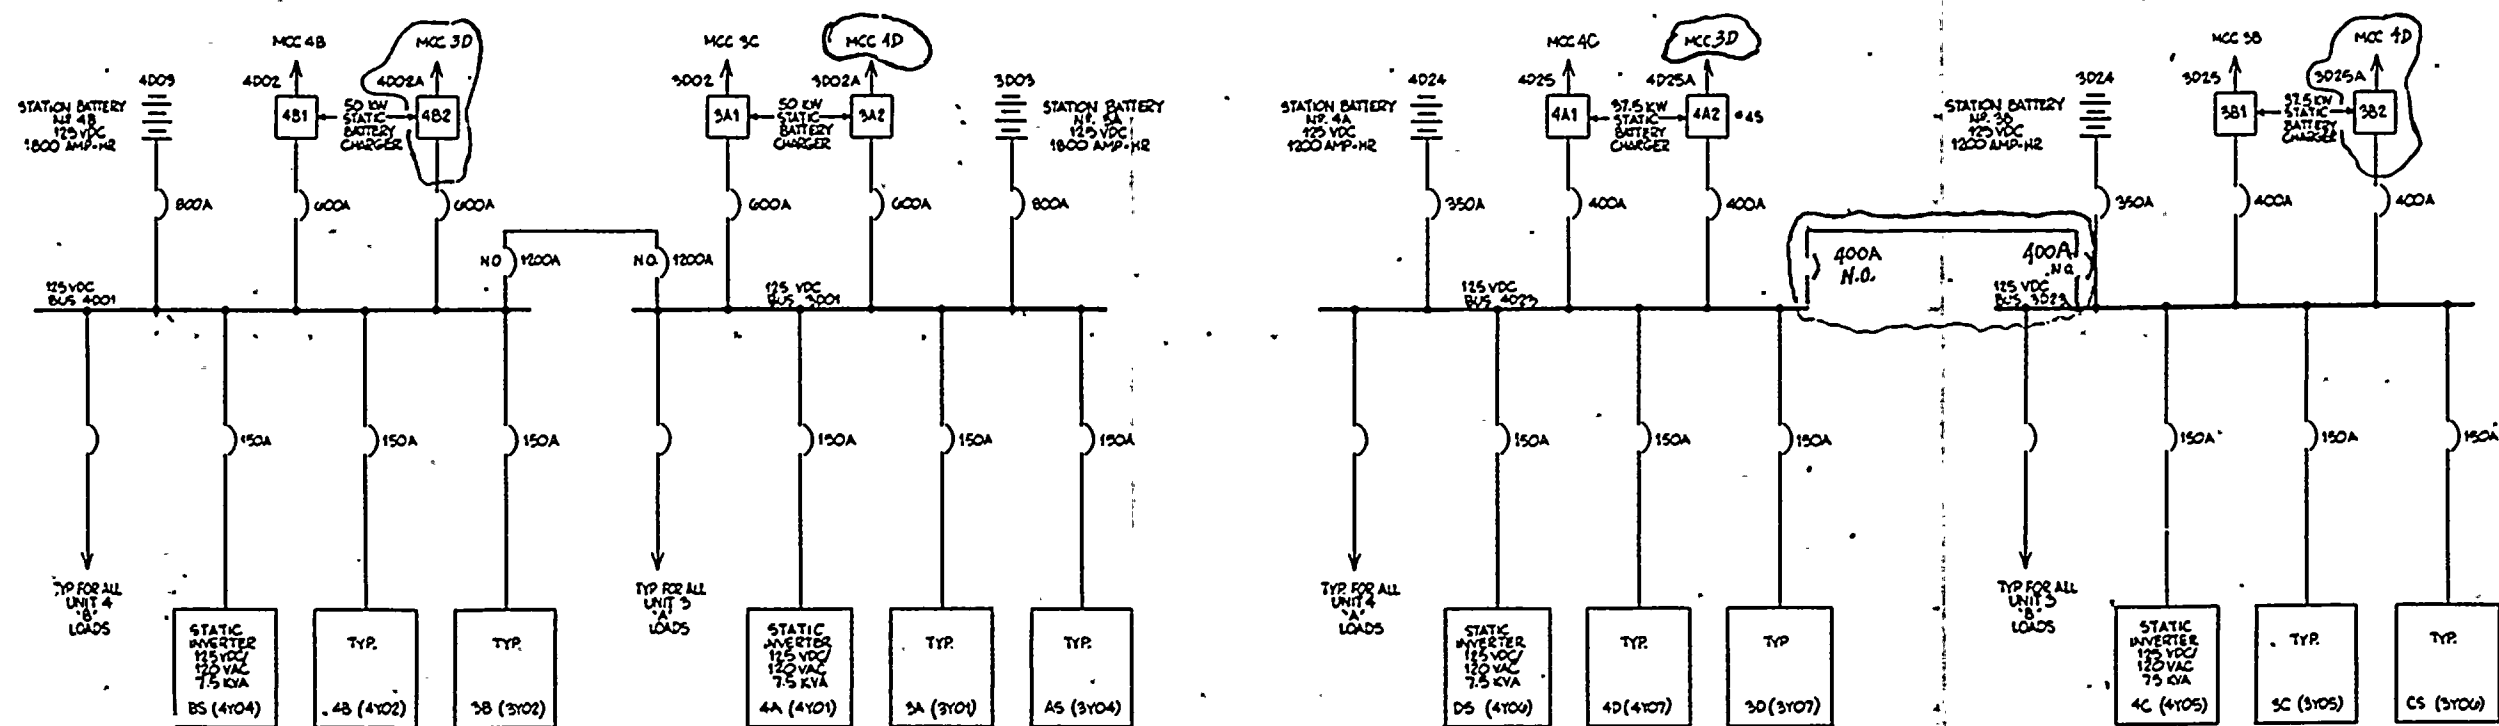 MCC 4B
MCC 3D
4D03
4D02
4D02A
STATION BATTERY
Nº. 4B
125 VDC
1800 AMP-HR
4B1
50 KW
STATIC
BATTERY
CHARGER
4B2
800A
600A
600A
N.O.
1200A
125 VDC
BUS 4D01
150A
150A
150A
TYP. FOR ALL
UNIT 4
"B"
LOADS
STATIC
INVERTER
125 VDC/
120 VAC
7.5 KVA
BS (4Y04)
TYP.
4B (4Y02)
TYP
3B (3Y02)
MCC 3C
MCC 4D
3D02
3D02A
3D03
3A1
50 KW
STATIC
BATTERY
CHARGER
3A2
STATION BATTERY
Nº. 3A
125 VDC
1800 AMP-HR
600A
600A
800A
N.O.
1200A
125 VDC
BUS 3D01
150A
150A
150A
TYP FOR ALL
UNIT 3
"A"
LOADS
STATIC
INVERTER
125 VDC/
120 VAC
7.5 KVA
4A (4Y01)
TYP.
3A (3Y01)
TYP.
AS (3Y04)
MCC 4C
MCC 3D
4D24
4D25
4D25A
STATION BATTERY
Nº. 4A
125 VDC
1200 AMP-HR
4A1
37.5 KW
STATIC
BATTERY
CHARGER
4A2
350A
400A
400A
400A
N.O.
125 VDC
BUS 4D23
150A
150A
150A
TYP. FOR ALL
UNIT 4
"A"
LOADS
STATIC
INVERTER
125 VDC/
120 VAC
7.5 KVA
DS (4Y06)
TYP.
4D (4Y07)
TYP
3D (3Y07)
MCC 3B
MCC 4D
3D24
3D25
3D25A
STATION BATTERY
Nº. 3B
125 VDC
1200 AMP-HR
3B1
37.5 KW
STATIC
BATTERY
CHARGER
3B2
350A
400A
400A
400A
N.O.
125 VDC
BUS 3D23
150A
150A
150A
TYP. FOR ALL
UNIT 3
"B"
LOADS
STATIC
INVERTER
125 VDC/
120 VAC
7.5 KVA
4C (4Y05)
TYP.
3C (3Y05)
TYP.
CS (3Y06)